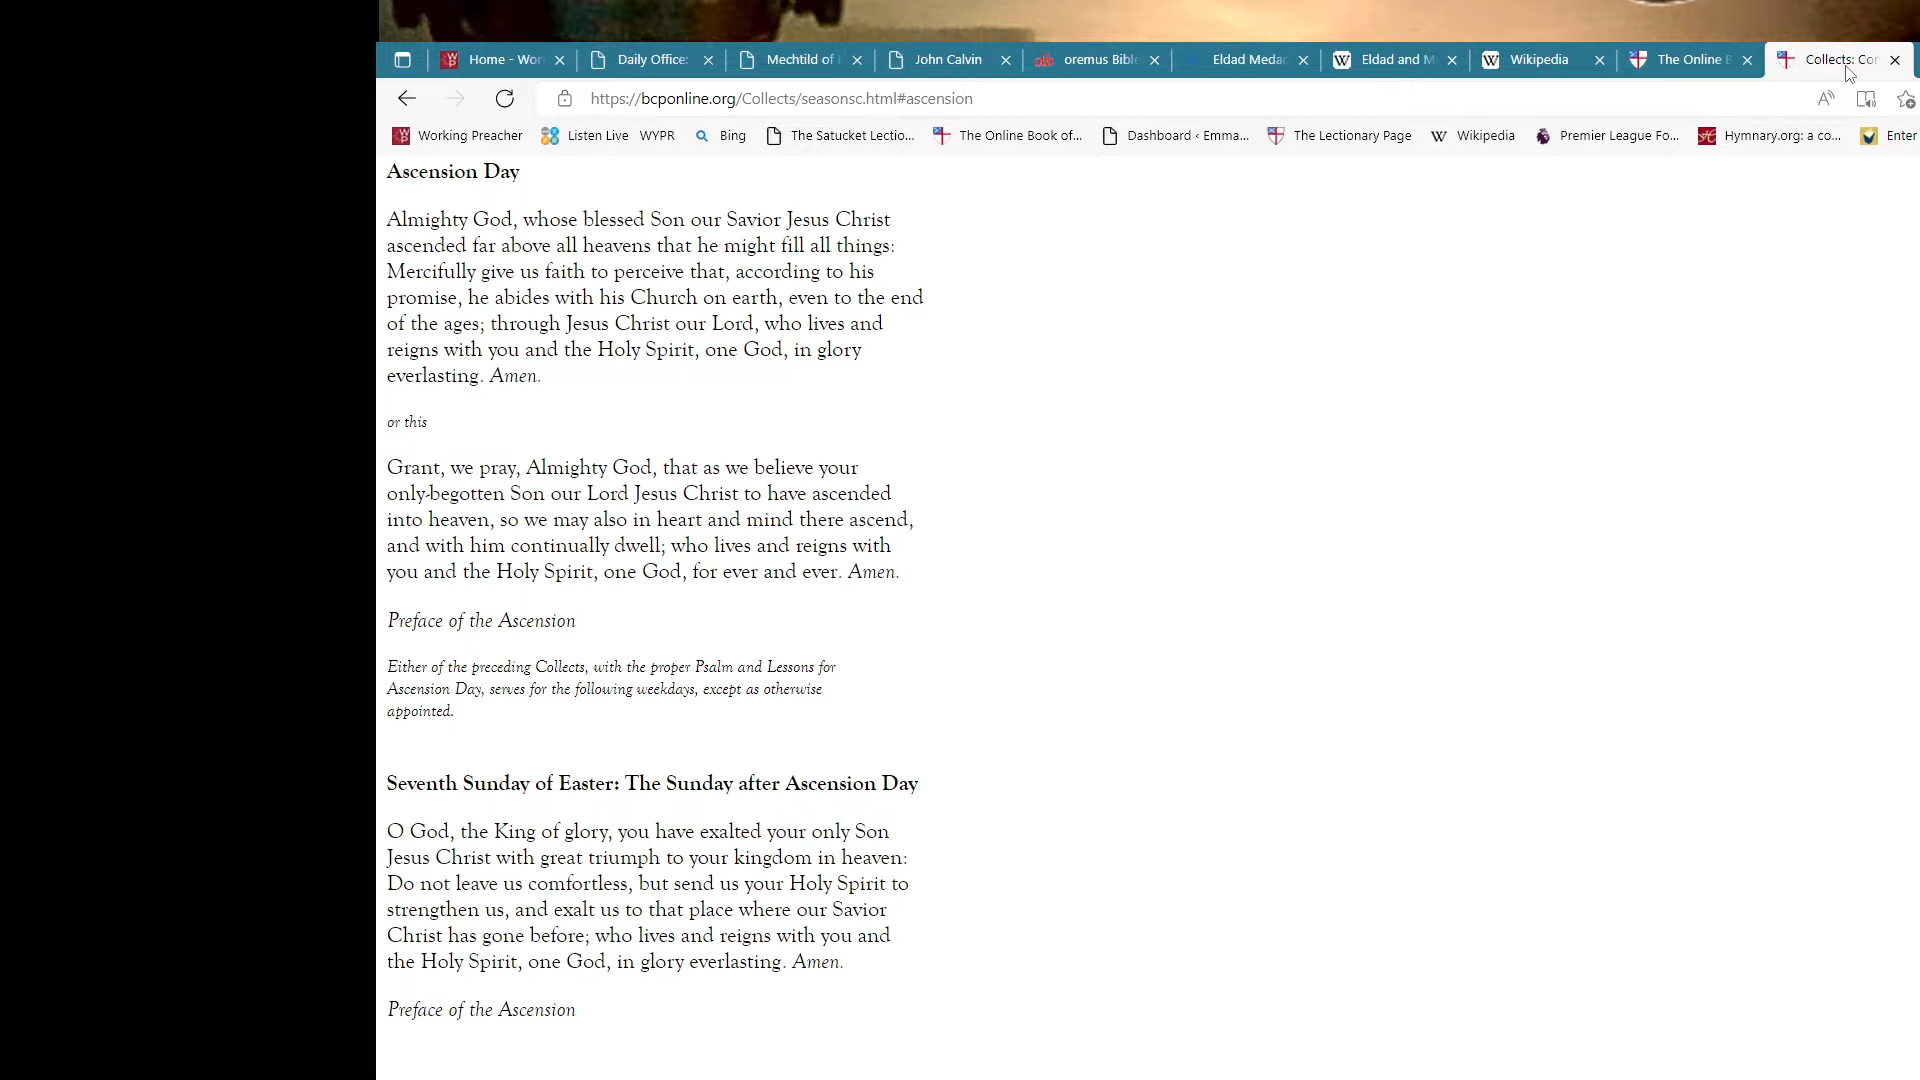 Home - Wor
Daily Office:
Mechtild of
John Calvin
oremus Bible
Eldad Medad
Eldad and M
Wikipedia
The Online B
Collects: Cor
https://bcponline.org/Collects/seasonsc.html#ascension
Working Preacher
Listen Live WYPR
Bing
The Satucket Lectio...
The Online Book of...
Dashboard ‹ Emma...
The Lectionary Page
Wikipedia
Premier League Fo...
Hymnary.org: a co...
Enter
Ascension Day
Almighty God, whose blessed Son our Savior Jesus Christ
ascended far above all heavens that he might fill all things:
Mercifully give us faith to perceive that, according to his
promise, he abides with his Church on earth, even to the end
of the ages; through Jesus Christ our Lord, who lives and
reigns with you and the Holy Spirit, one God, in glory
everlasting. Amen.
or this
Grant, we pray, Almighty God, that as we believe your
only-begotten Son our Lord Jesus Christ to have ascended
into heaven, so we may also in heart and mind there ascend,
and with him continually dwell; who lives and reigns with
you and the Holy Spirit, one God, for ever and ever. Amen.
Preface of the Ascension
Either of the preceding Collects, with the proper Psalm and Lessons for
Ascension Day, serves for the following weekdays, except as otherwise
appointed.
Seventh Sunday of Easter: The Sunday after Ascension Day
O God, the King of glory, you have exalted your only Son
Jesus Christ with great triumph to your kingdom in heaven:
Do not leave us comfortless, but send us your Holy Spirit to
strengthen us, and exalt us to that place where our Savior
Christ has gone before; who lives and reigns with you and
the Holy Spirit, one God, in glory everlasting. Amen.
Preface of the Ascension